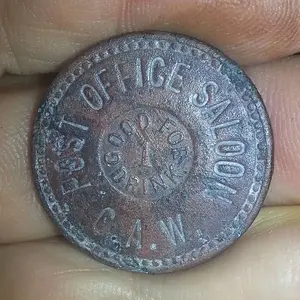 POST OFFICE SALOON
GOOD FOR
1
DRINK
C.A.W.